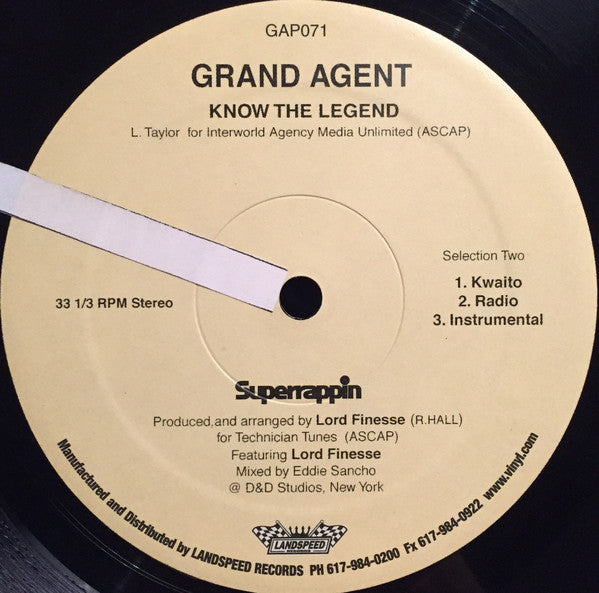 GAP071
GRAND AGENT
KNOW THE LEGEND
L. Taylor for Interworld Agency Media Unlimited (ASCAP)
33 1/3 RPM Stereo
Selection Two
1. Kwaito
2. Radio
3. Instrumental
Superrappin
Produced and arranged by Lord Finesse (R.HALL)
for Technician Tunes (ASCAP)
Featuring Lord Finesse
Mixed by Eddie Sancho
@ D&D Studios, New York
LANDSPEED
RECORDS
Manufactured and Distributed by LANDSPEED RECORDS PH 617-984-0200 Fx 617-984-0922 www.vinyl.com